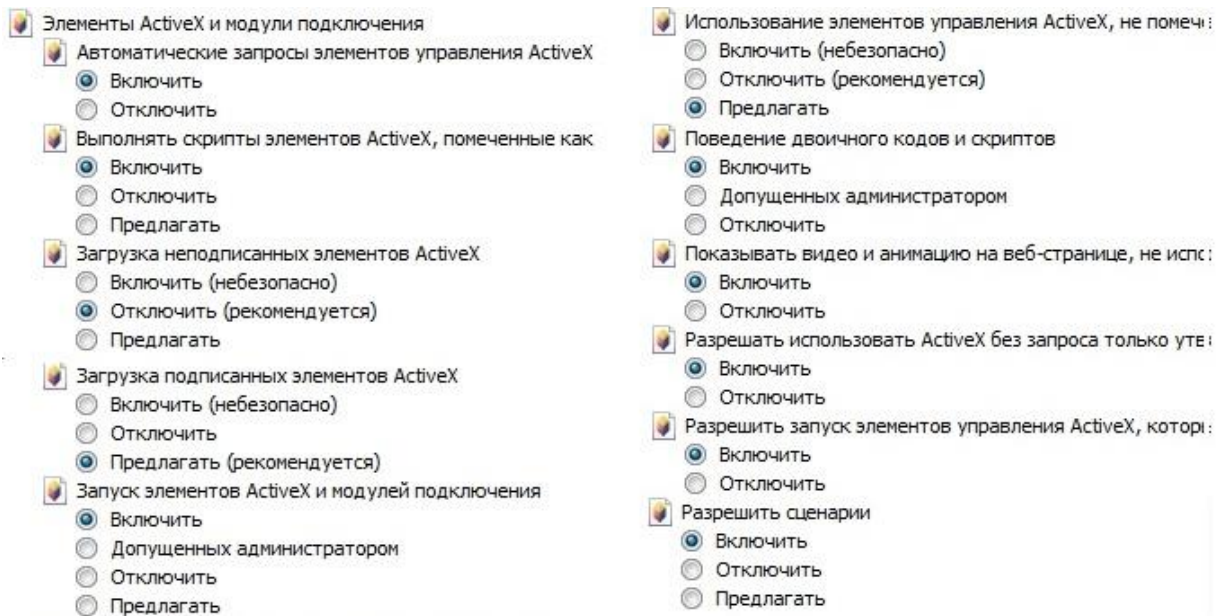 Элементы ActiveX и модули подключения
Автоматические запросы элементов управления ActiveX
Включить
Отключить
Выполнять скрипты элементов ActiveX, помеченные как
Включить
Отключить
Предлагать
Загрузка неподписанных элементов ActiveX
Включить (небезопасно)
Отключить (рекомендуется)
Предлагать
Загрузка подписанных элементов ActiveX
Включить (небезопасно)
Отключить
Предлагать (рекомендуется)
Запуск элементов ActiveX и модулей подключения
Включить
Допущенных администратором
Отключить
Предлагать
Использование элементов управления ActiveX, не
Включить (небезопасно)
Отключить (рекомендуется)
Предлагать
Поведение двоичного кодов и скриптов
Включить
Допущенных администратором
Отключить
Показывать видео и анимацию на веб-странице, не
Включить
Отключить
Разрешать использовать ActiveX без запроса только
Включить
Отключить
Разрешить запуск элементов управления ActiveX,
Включить
Отключить
Разрешить сценарии
Включить
Отключить
Предлагать